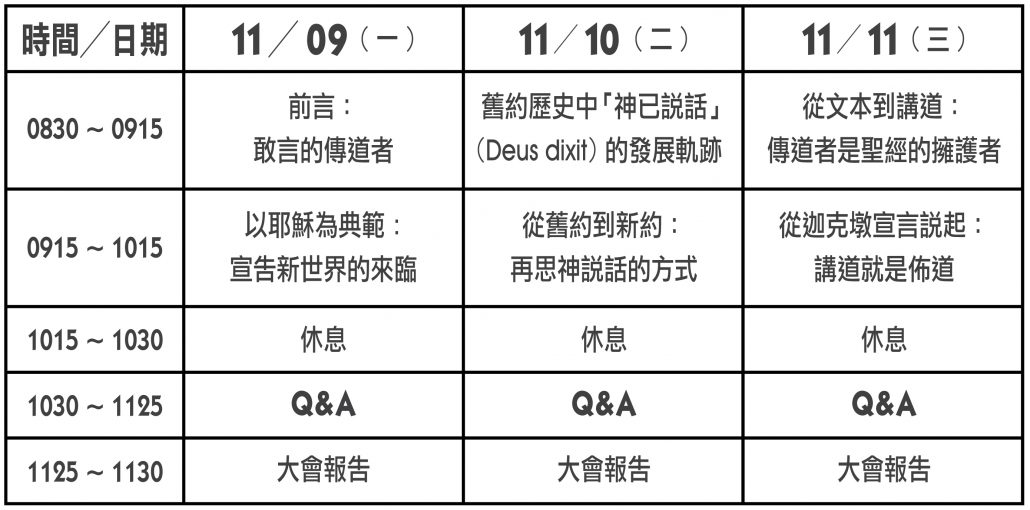 時間／日期 11／09（一） 11／10（二） 11／11（三）
0830 ~ 0915 前言： 敢言的傳道者 舊約歷史中「神已說話」 （Deus dixit）的發展軌跡 從文本到講道： 傳道者是聖經的擁護者
0915 ~ 1015 以耶穌為典範： 宣告新世界的來臨 從舊約到新約： 再思神說話的方式 從迦克墩宣言說起： 講道就是佈道
1015 ~ 1030 休息 休息 休息
1030 ~ 1125 Q&A Q&A Q&A
1125 ~ 1130 大會報告 大會報告 大會報告